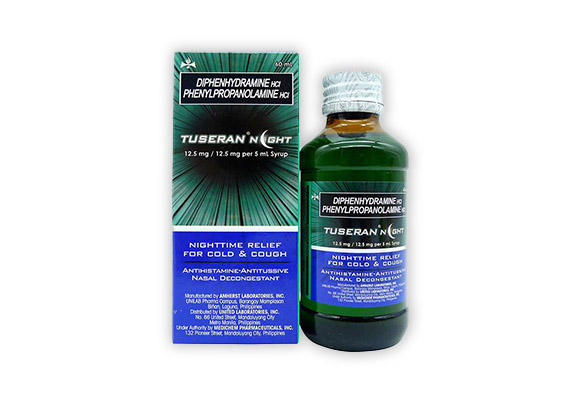 60 mL
DIPHENHYDRAMINE HCl
PHENYLPROPANOLAMINE HCl
TUSERAN® NIGHT
12.5 mg / 12.5 mg per 5 mL Syrup
NIGHTTIME RELIEF
FOR COLD & COUGH
ANTIHISTAMINE-ANTITUSSIVE
NASAL DECONGESTANT
Manufactured by AMHERST LABORATORIES, INC.
UNILAB Pharma Campus, Barangay Mamplasan
Biñan, Laguna, Philippines
Distributed by UNITED LABORATORIES, INC.
No. 66 United Street, Mandaluyong City
Metro Manila, Philippines
Under Authority by MEDICHEM PHARMACEUTICALS, INC.
132 Pioneer Street, Mandaluyong City, Philippines
DIPHENHYDRAMINE HCl
PHENYLPROPANOLAMINE HCl
TUSERAN® NIGHT
12.5 mg / 12.5 mg per 5 mL Syrup
NIGHTTIME RELIEF
FOR COLD & COUGH
ANTIHISTAMINE-ANTITUSSIVE
NASAL DECONGESTANT